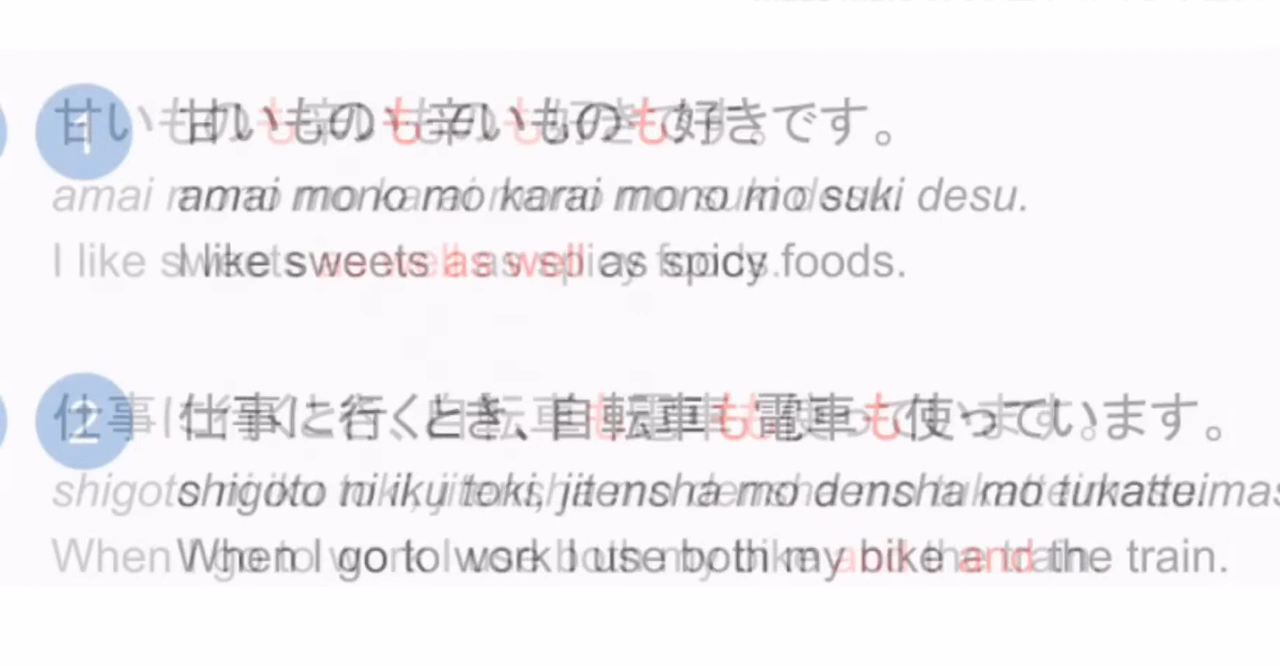 1 甘いものも辛いものも好きです。
amai mono mo karai mono mo suki desu.
I like sweets as well as spicy foods.
2 仕事に行くとき、自転車も電車も使っています。
shigoto ni iku toki, jitensha mo densha mo tukatteimas
When I go to work I use both my bike and the train.